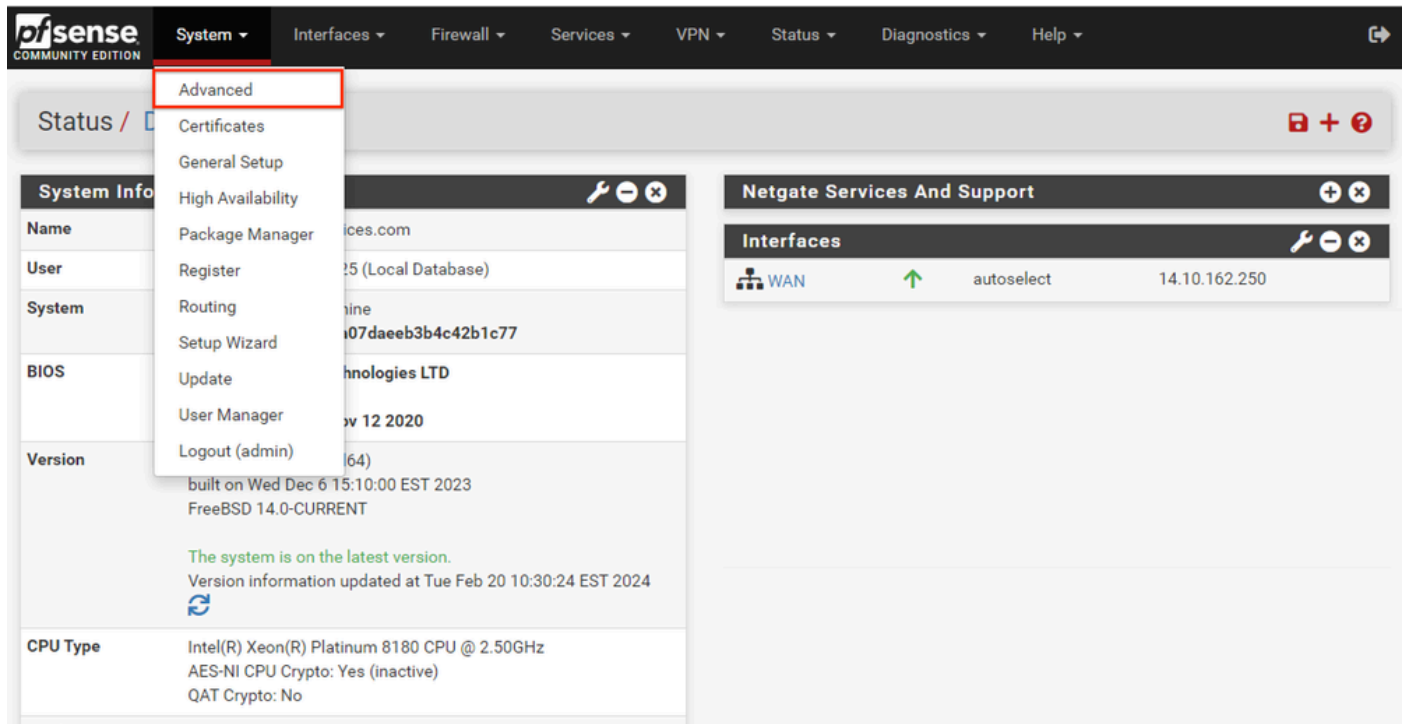 pfsense
COMMUNITY EDITION
System
Interfaces
Firewall
Services
VPN
Status
Diagnostics
Help
Advanced
Certificates
General Setup
High Availability
Package Manager
Register
Routing
Setup Wizard
Update
User Manager
Logout (admin)
Status /
System Info
Name
ices.com
User
25 (Local Database)
System
hine
a07daeeb3b4c42b1c77
BIOS
hnologies LTD
ov 12 2020
Version
64)
built on Wed Dec 6 15:10:00 EST 2023
FreeBSD 14.0-CURRENT
The system is on the latest version.
Version information updated at Tue Feb 20 10:30:24 EST 2024
CPU Type
Intel(R) Xeon(R) Platinum 8180 CPU @ 2.50GHz
AES-NI CPU Crypto: Yes (inactive)
QAT Crypto: No
Netgate Services And Support
Interfaces
WAN autoselect 14.10.162.250